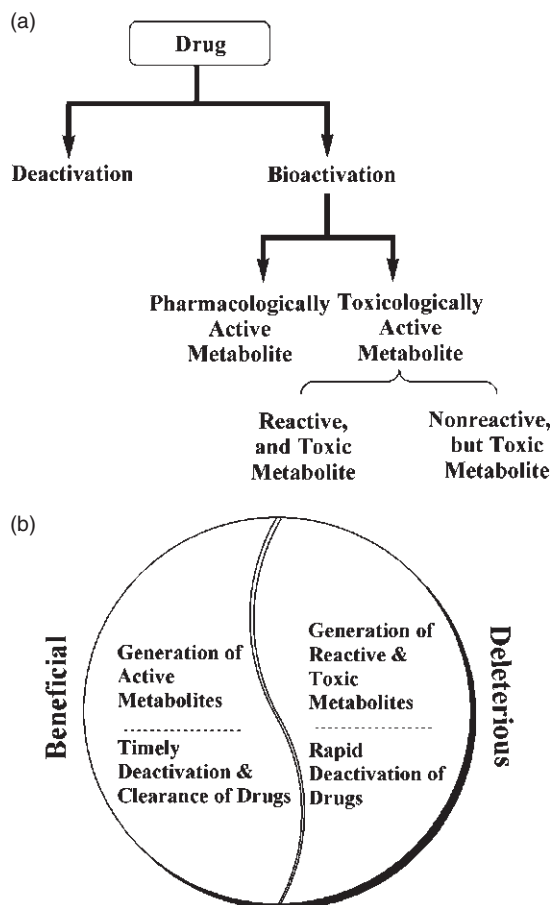 (a)
Drug
Deactivation
Bioactivation
Pharmacologically
Active
Metabolite
Toxicologically
Active
Metabolite
Reactive,
and Toxic
Metabolite
Nonreactive,
but Toxic
Metabolite
(b)
Beneficial
Generation of
Active
Metabolites
Timely
Deactivation &
Clearance of Drugs
Generation of
Reactive &
Toxic
Metabolites
Rapid
Deactivation of
Drugs
Deleterious